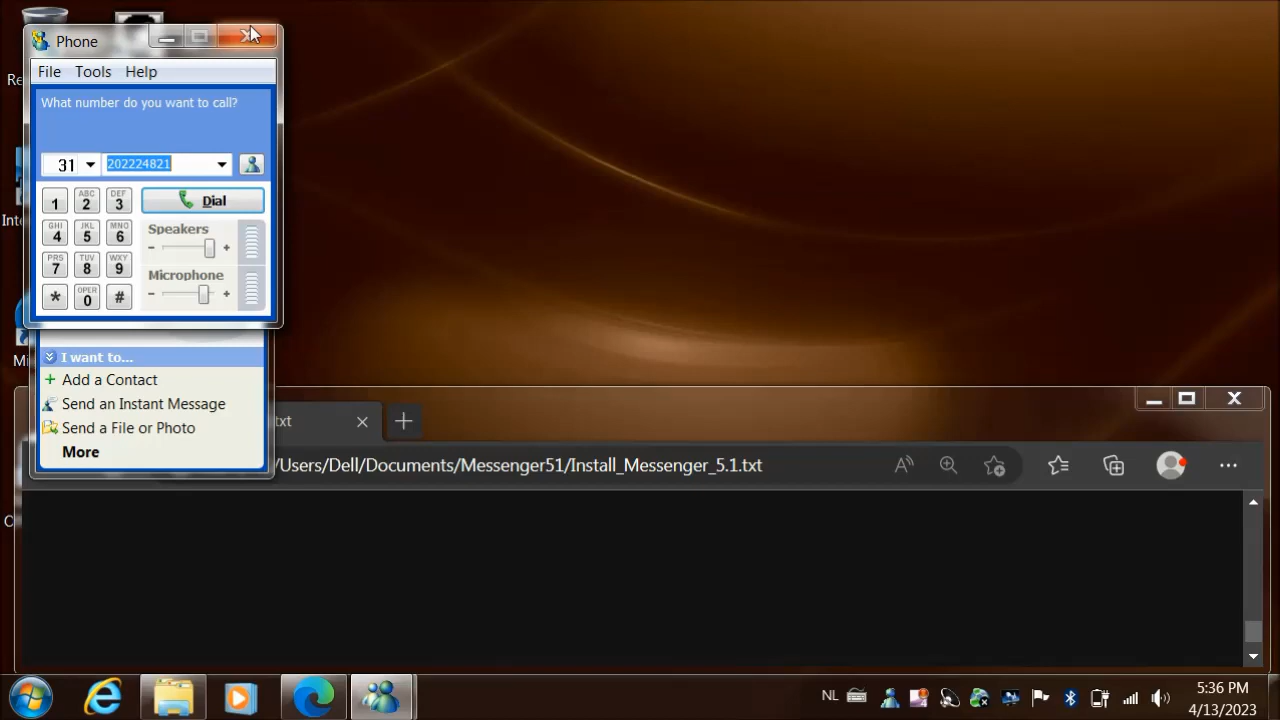 Re
Phone
File Tools Help
What number do you want to call?
31 202224821
1 ABC 2 DEF 3 Dial
GHI 4 JKL 5 MNO 6 Speakers
- +
PRS 7 TUV 8 WXY 9 Microphone
- +
* OPER 0 #
Inte
Mi
I want to...
+ Add a Contact
Send an Instant Message
Send a File or Photo
More
txt
/Users/Dell/Documents/Messenger51/Install_Messenger_5.1.txt
NL
5:36 PM
4/13/2023